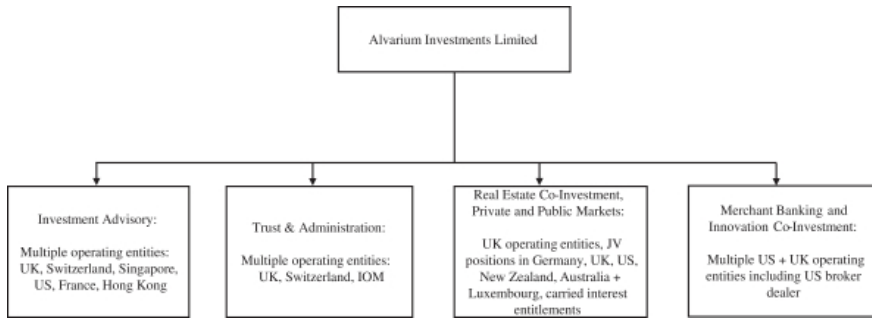 Alvarium Investments Limited
Investment Advisory:
Multiple operating entities:
UK, Switzerland, Singapore,
US, France, Hong Kong
Trust & Administration:
Multiple operating entities:
UK, Switzerland, IOM
Real Estate Co-Investment,
Private and Public Markets:
UK operating entities, JV
positions in Germany, UK, US,
New Zealand, Australia +
Luxembourg, carried interest
entitlements
Merchant Banking and
Innovation Co-Investment:
Multiple US + UK operating
entities including US broker
dealer